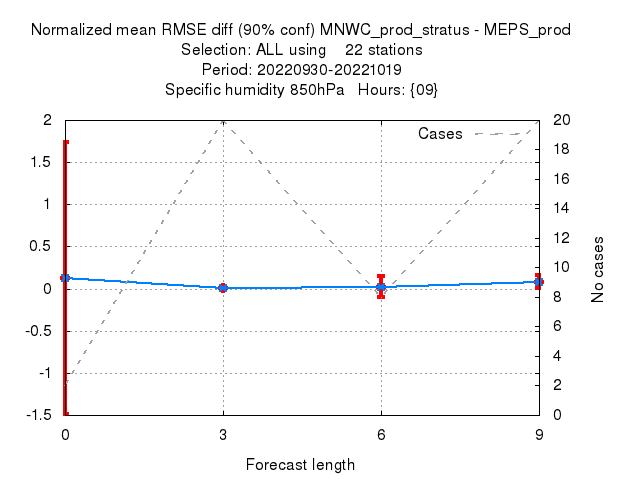 Normalized mean RMSE diff (90% conf) MNWC_prod_stratus - MEPS_prod
Selection: ALL using 22 stations
Period: 20220930-20221019
Specific humidity 850hPa Hours: {09}
Cases
2
1.5
1
0.5
0
-0.5
-1
-1.5
20
18
16
14
12
10
8
6
4
2
0
No cases
0 3 6 9
Forecast length